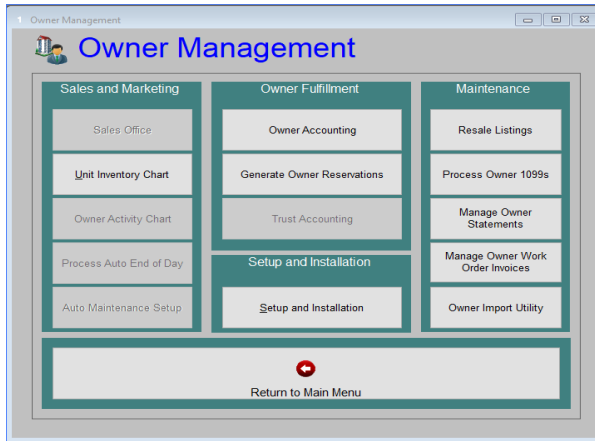 1 Owner Management
Owner Management
Sales and Marketing
Sales Office
Unit Inventory Chart
Owner Activity Chart
Process Auto End of Day
Auto Maintenance Setup
Owner Fulfillment
Owner Accounting
Generate Owner Reservations
Trust Accounting
Setup and Installation
Setup and Installation
Maintenance
Resale Listings
Process Owner 1099s
Manage Owner
Statements
Manage Owner Work
Order Invoices
Owner Import Utility
Return to Main Menu